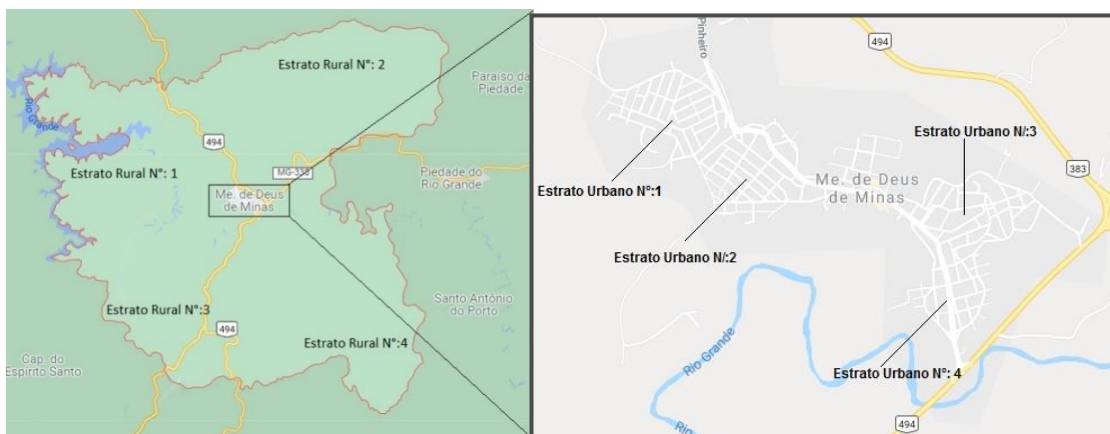 Estrato Rural N°: 2
Paraíso da
Piedade
Rio Grande
494
MG-338
Estrato Rural N°: 1
Piedade do
Rio Grande
Me. de Deus
de Minas
Santo Antônio
do Porto
Estrato Rural N°:3
494
Estrato Rural N°:4
Cap. do
Espírito Santo
Pinheiro
494
Estrato Urbano N/:3
383
Estrato Urbano N°:1
Me. de Deus
de Minas
Estrato Urbano N/:2
Rio Grande
Estrato Urbano N°: 4
Rio Grande
494